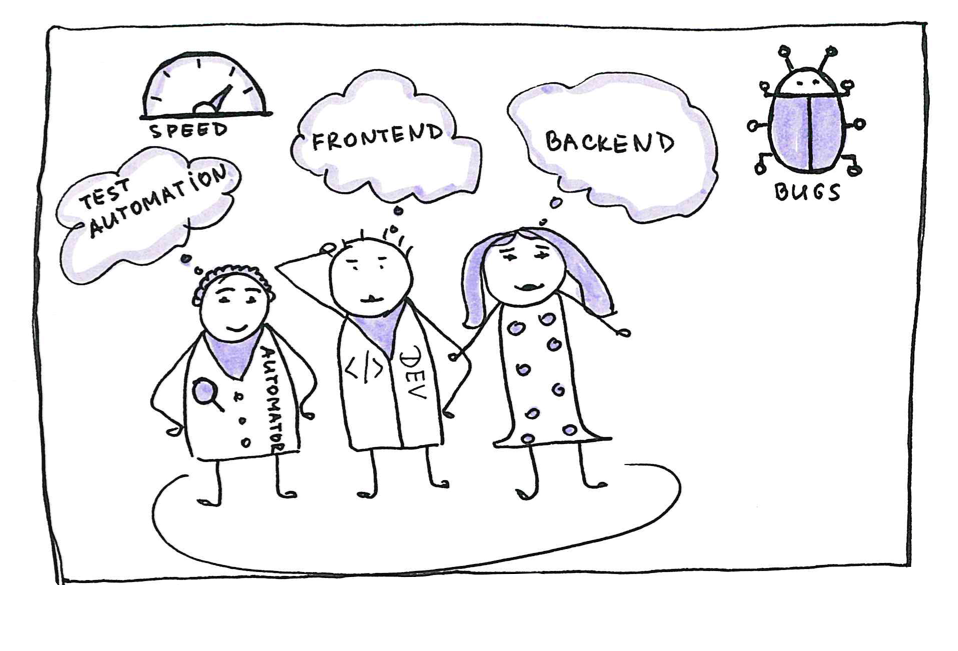 SPEED
FRONTEND
BACKEND
BUGS
TEST
AUTOMATION
AUTOMATOR
</>
DEV